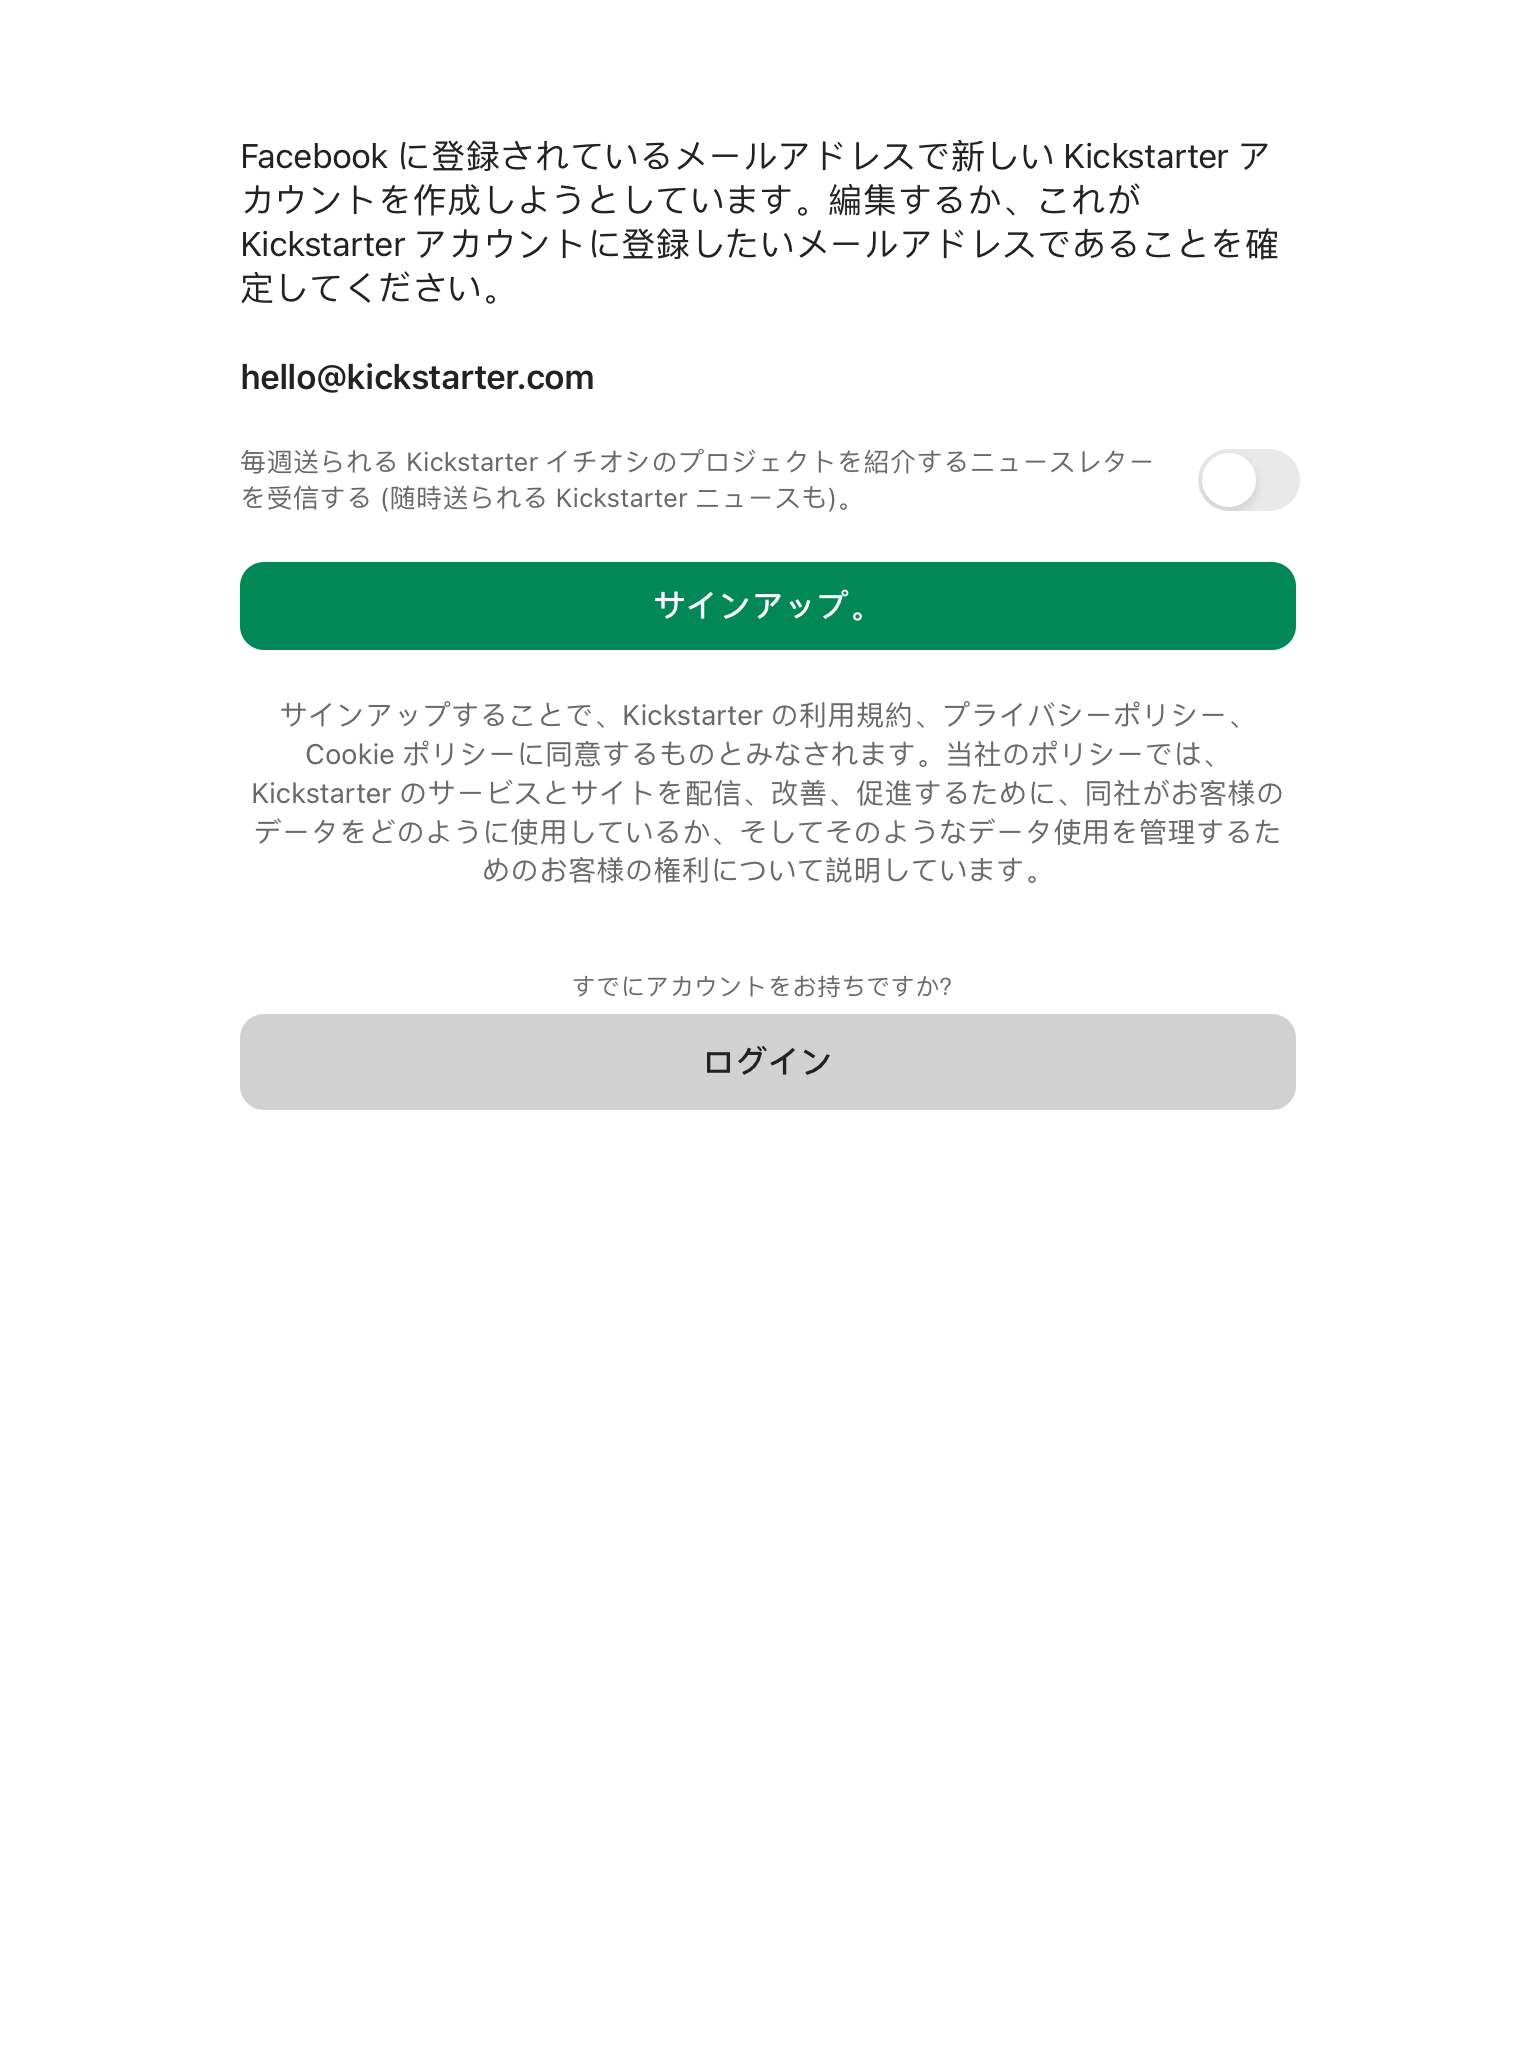 Facebook に登録されているメールアドレスで新しい Kickstarter ア
カウントを作成しようとしています。編集するか、これが
Kickstarter アカウントに登録したいメールアドレスであることを確
定してください。
hello@kickstarter.com
毎週送られる Kickstarter イチオシのプロジェクトを紹介するニュースレター
を受信する (随時送られる Kickstarter ニュースも)。
サインアップ。
サインアップすることで、Kickstarter の利用規約、プライバシーポリシー、
Cookie ポリシーに同意するものとみなされます。当社のポリシーでは、
Kickstarter のサービスとサイトを配信、改善、促進するために、同社がお客様の
データをどのように使用しているか、そしてそのようなデータ使用を管理するた
めのお客様の権利について説明しています。
すでにアカウントをお持ちですか?
ログイン